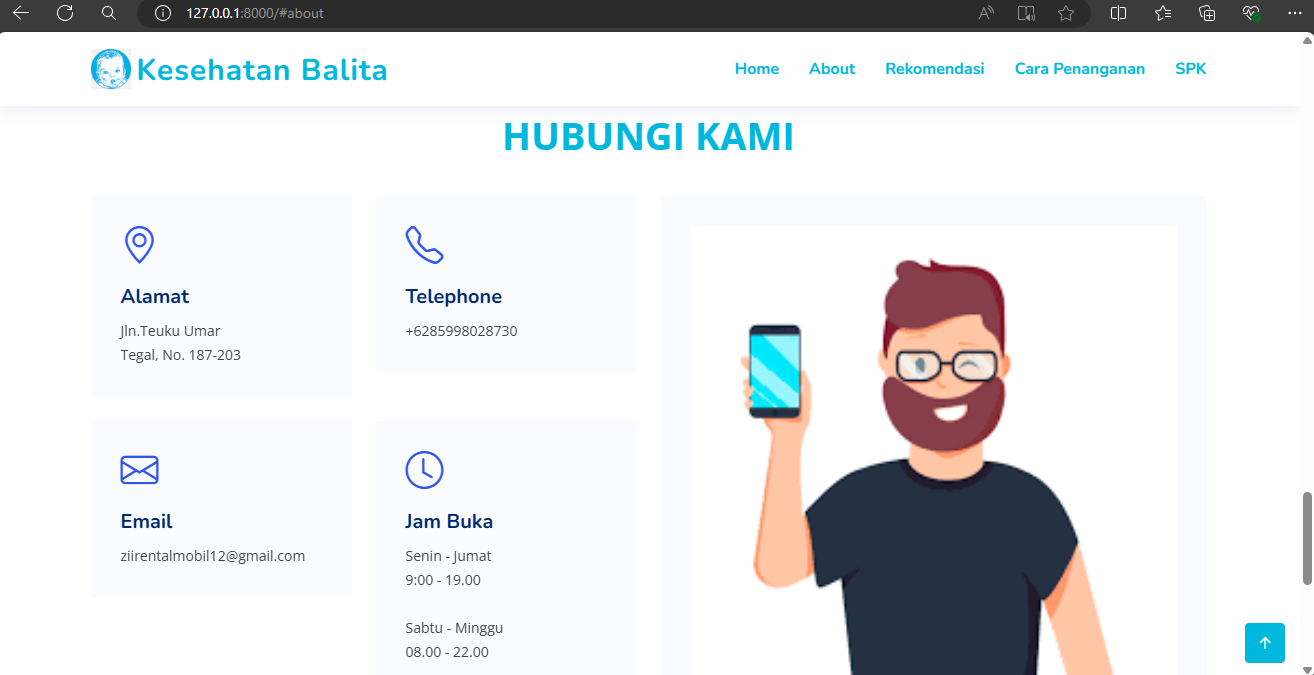 127.0.0.1:8000/#about
Kesehatan Balita
Home About Rekomendasi Cara Penanganan SPK
HUBUNGI KAMI
Alamat
Jln.Teuku Umar
Tegal, No. 187-203
Telephone
+6285998028730
Email
ziirentalmobil12@gmail.com
Jam Buka
Senin - Jumat
9:00 - 19.00
Sabtu - Minggu
08.00 - 22.00